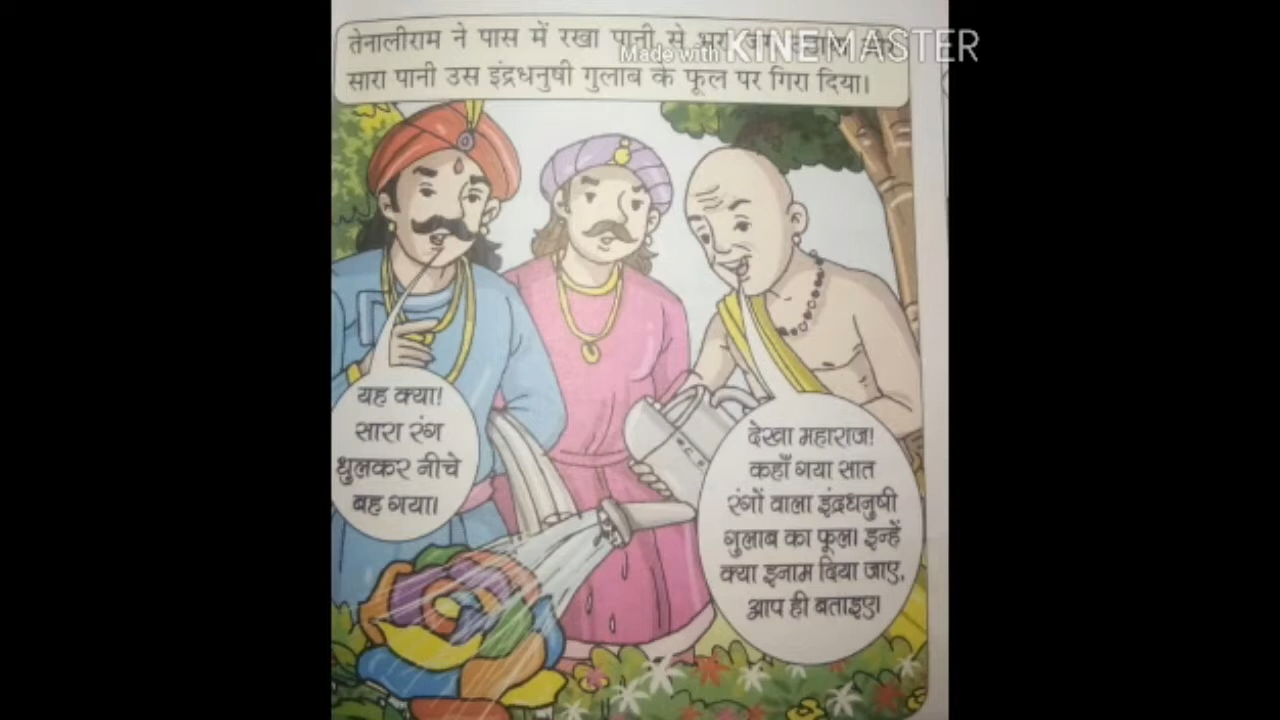 तेनालीराम ने पास में रखा पानी से भरा
Made with KINEMASTER
सारा पानी उस इंद्रधनुषी गुलाब के फूल पर गिरा दिया।
यह क्या!
सारा रंग
धुलकर नीचे
बह गया।
देखा महाराज!
कहाँ गया सात
रंगों वाला इंद्रधनुषी
गुलाब का फूल। इन्हें
क्या इनाम दिया जाए,
आप ही बताइए।